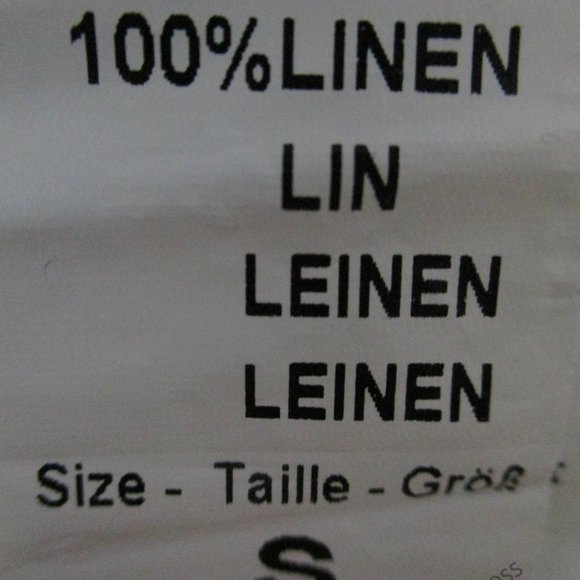 100%LINEN
LIN
LEINEN
LEINEN
Size - Taille - Größ
S